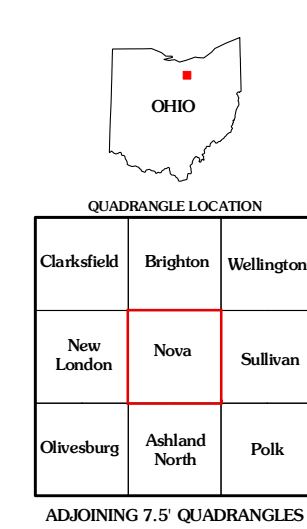 OHIO
QUADRANGLE LOCATION
Clarksfield Brighton Wellington
New London Nova Sullivan
Olivesburg Ashland North Polk
ADJOINING 7.5' QUADRANGLES